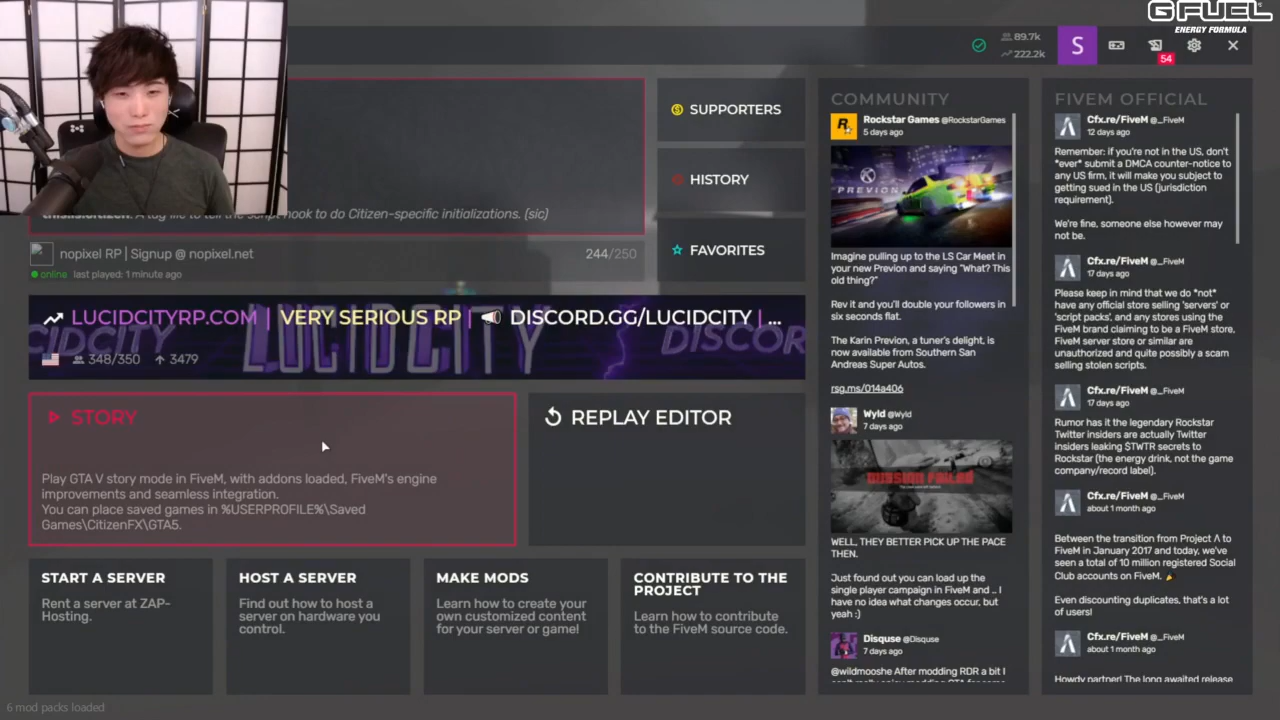 G FUEL
ENERGY FORMULA
89.7k
222.2k
S
54
thisiscitizen: A tag file to tell the script hook to do Citizen-specific initializations. (sic)
nopixel RP | Signup @ nopixel.net
244/250
online last played: 1 minute ago
SUPPORTERS
HISTORY
FAVORITES
LUCIDCITYRP.COM | VERY SERIOUS RP | DISCORD.GG/LUCIDCITY | ...
LUCIDCITY
348/350 3479
STORY
Play GTA V story mode in FiveM, with addons loaded, FiveM's engine
improvements and seamless integration.
You can place saved games in %USERPROFILE%\Saved
Games\CitizenFX\GTA5.
REPLAY EDITOR
START A SERVER
Rent a server at ZAP-
Hosting.
HOST A SERVER
Find out how to host a
server on hardware you
control.
MAKE MODS
Learn how to create your
own customized content
for your server or game!
CONTRIBUTE TO THE
PROJECT
Learn how to contribute
to the FiveM source code.
6 mod packs loaded
COMMUNITY
Rockstar Games @RockstarGames
5 days ago
PREVION
Imagine pulling up to the LS Car Meet in
your new Previon and saying "What? This
old thing?"
Rev it and you'll double your followers in
six seconds flat.
The Karin Previon, a tuner's delight, is
now available from Southern San
Andreas Super Autos.
rsg.ms/014a406
Wyld @Wyld
7 days ago
WELL, THEY BETTER PICK UP THE PACE
THEN.
Just found out you can load up the
single player campaign in FiveM and .. I
have no idea what changes occur, but
yeah :)
Disquse @Disquse
7 days ago
@wildmooshe After modding RDR a bit I
FIVEM OFFICIAL
Cfx.re/FiveM @_FiveM
12 days ago
Remember: if you're not in the US, don't
*ever* submit a DMCA counter-notice to
any US firm, it will make you subject to
getting sued in the US (jurisdiction
requirement).
We're fine, someone else however may
not be.
Cfx.re/FiveM @_FiveM
17 days ago
Please keep in mind that we do *not*
have any official store selling 'servers' or
'script packs', and any stores using the
FiveM brand claiming to be a FiveM store,
FiveM server store or similar are
unauthorized and quite possibly a scam
selling stolen scripts.
Cfx.re/FiveM @_FiveM
17 days ago
Rumor has it the legendary Rockstar
Twitter insiders are actually Twitter
insiders leaking $TWTR secrets to
Rockstar (the energy drink, not the game
company/record label).
Cfx.re/FiveM @_FiveM
about 1 month ago
Between the transition from Project Λ to
FiveM in January 2017 and today, we've
seen a total of 10 million registered Social
Club accounts on FiveM.
Even discounting duplicates, that's a lot
of users!
Cfx.re/FiveM @_FiveM
about 1 month ago
Howdy partner! The long awaited release